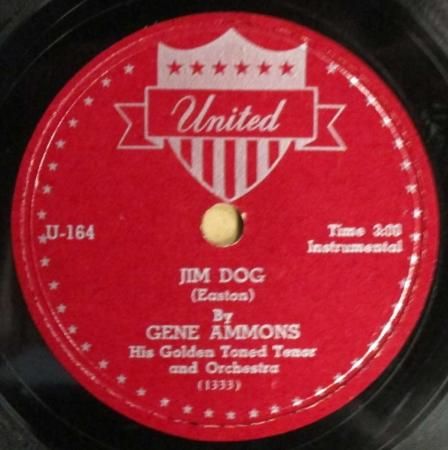 United
U-164
Time 3:00
Instrumental
JIM DOG
(Easton)
By
GENE AMMONS
His Golden Toned Tenor
and Orchestra
(1333)